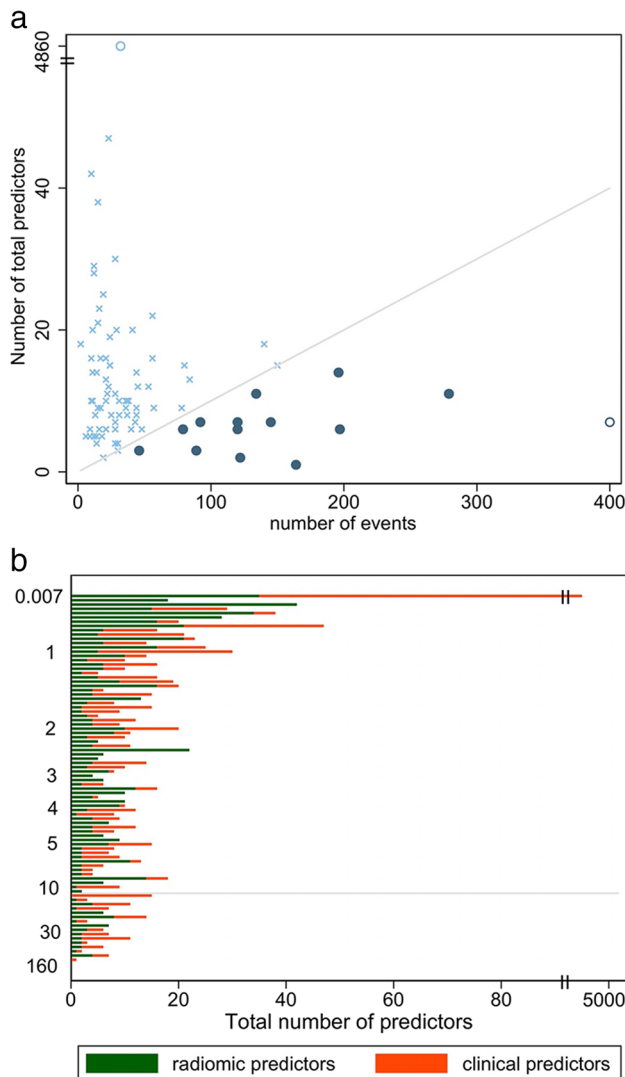 a
4860
40
20
0
Number of total predictors
0 100 200 300 400
number of events
b
0.007
1
2
3
4
5
10
30
160
0 20 40 60 80 5000
Total number of predictors
radiomic predictors clinical predictors